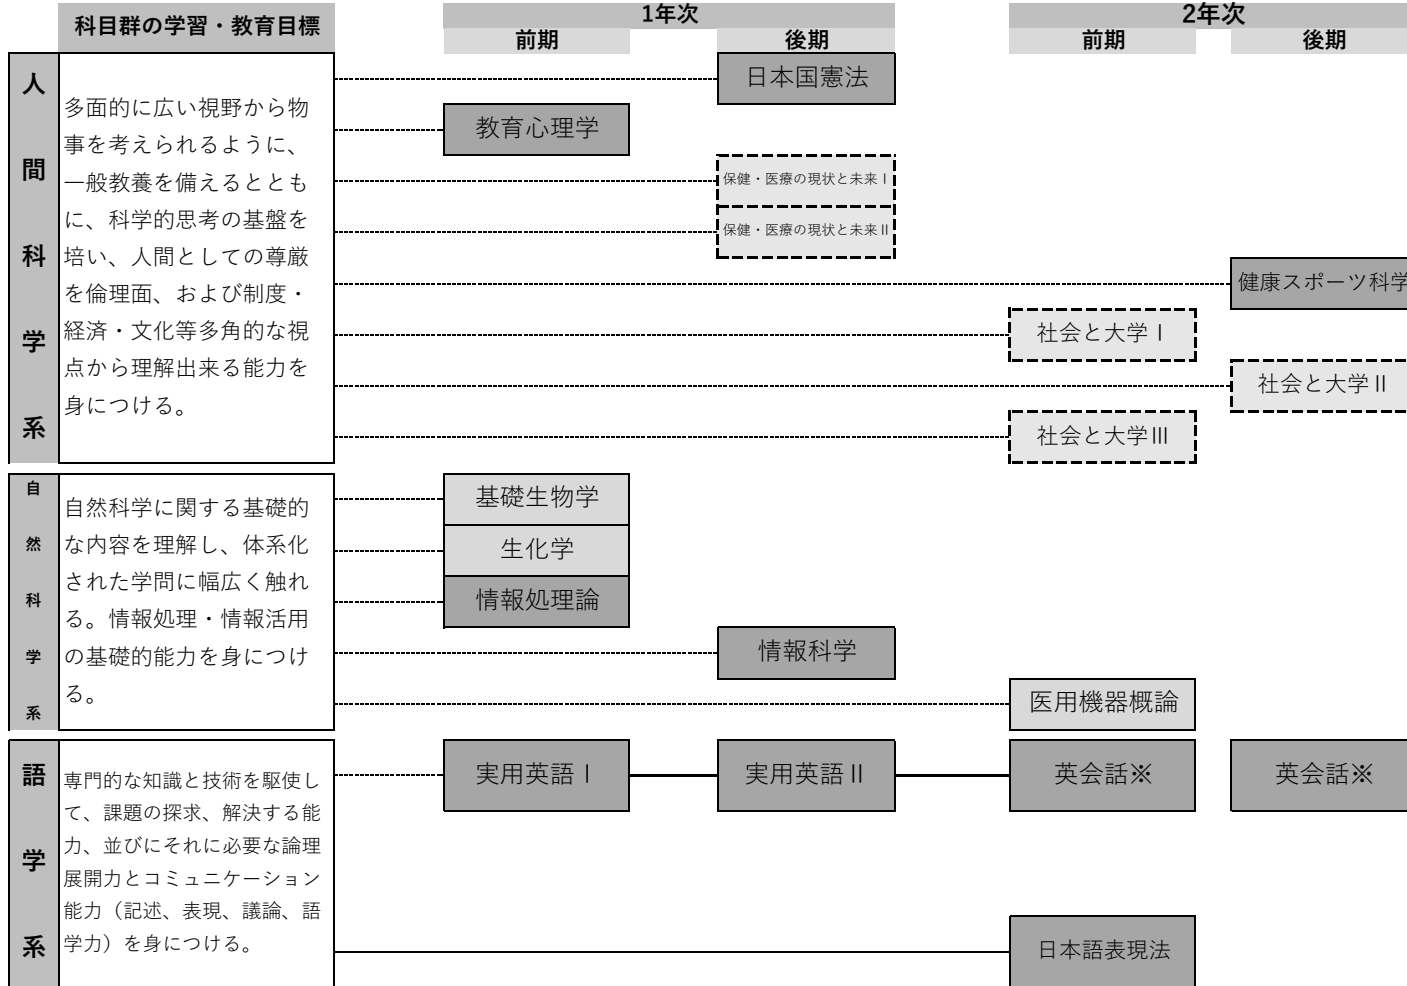 科目群の学習・教育目標
1年次
2年次
前期
後期
前期
後期
人間科学系
多面的に広い視野から物
事を考えられるように、
一般教養を備えるととも
に、科学的思考の基盤を
培い、人間としての尊厳
を倫理面、および制度・
経済・文化等多角的な視
点から理解出来る能力を
身につける。
日本国憲法
教育心理学
保健・医療の現状と未来Ⅰ
保健・医療の現状と未来Ⅱ
健康スポーツ科学
社会と大学Ⅰ
社会と大学Ⅱ
社会と大学Ⅲ
自然科学系
自然科学に関する基礎的
な内容を理解し、体系化
された学問に幅広く触れ
る。情報処理・情報活用
の基礎的能力を身につけ
る。
基礎生物学
生化学
情報処理論
情報科学
医用機器概論
語学系
専門的な知識と技術を駆使し
て、課題の探求、解決する能
力、並びにそれに必要な論理
展開力とコミュニケーション
能力（記述、表現、議論、語
学力）を身につける。
実用英語Ⅰ
実用英語Ⅱ
英会話※
英会話※
日本語表現法